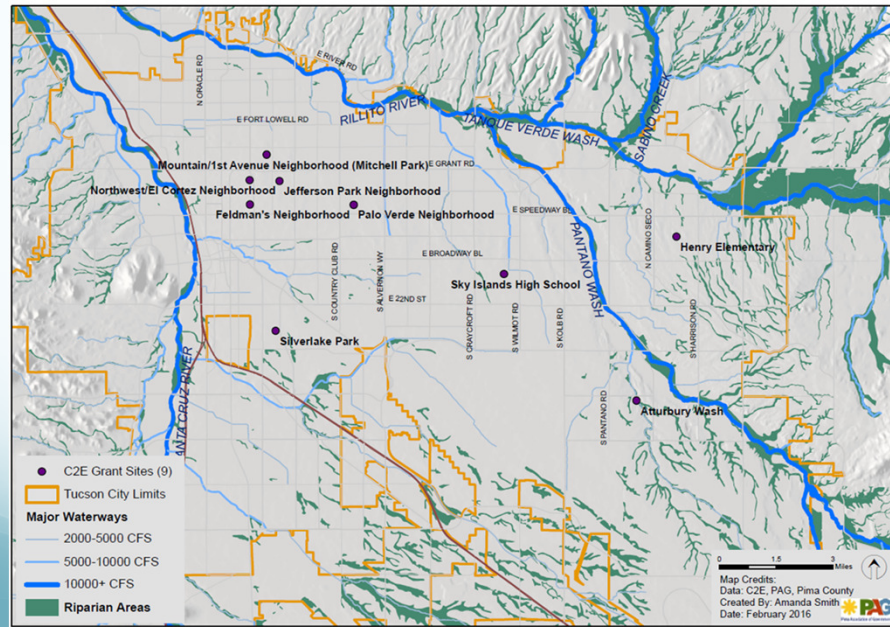 N ORACLE RD
E RIVER RD
E FORT LOWELL RD
RILLITO RIVER
TANQUE VERDE WASH
SABINO CREEK
Mountain/1st Avenue Neighborhood (Mitchell Park)
E GRANT RD
Northwest/El Cortez Neighborhood
Jefferson Park Neighborhood
Feldman's Neighborhood
Palo Verde Neighborhood
E SPEEDWAY BL
PANTANO WASH
N CAMINO SECO
Henry Elementary
S COUNTRY CLUB RD
S ALVERNON WY
E BROADWAY BL
Sky Islands High School
E 22ND ST
S CRAYCROFT RD
S WILMOT RD
S KOLB RD
S HARRISON RD
Silverlake Park
ANTA CRUZ RIVER
S PANTANO RD
Atturbury Wash
C2E Grant Sites (9)
Tucson City Limits
Major Waterways
2000-5000 CFS
5000-10000 CFS
10000+ CFS
Riparian Areas
0 1.5 3
Miles
Map Credits:
Data: C2E, PAG, Pima County
Created By: Amanda Smith
Date: February 2016
PAG